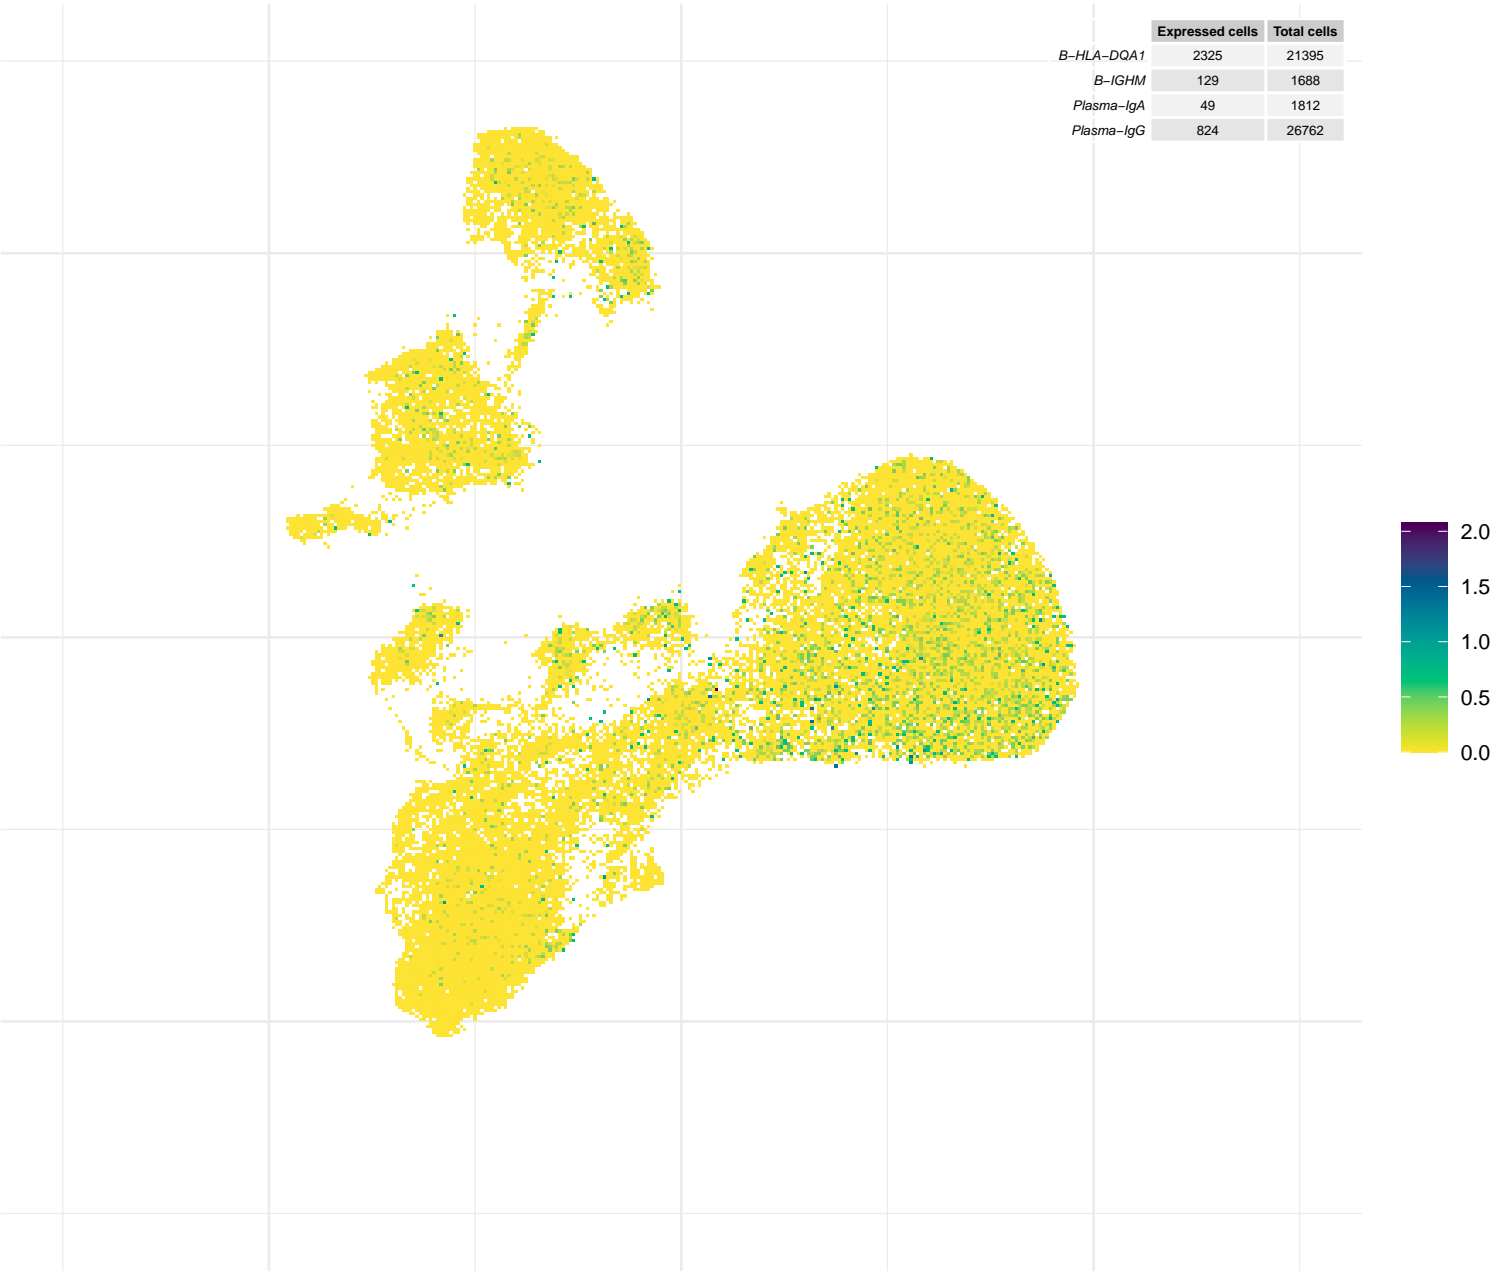 Expressed cells Total cells
B−HLA−DQA1 2325 21395
B−IGHM 129 1688
Plasma−IgA 49 1812
Plasma−IgG 824 26762
2.0
1.5
1.0
0.5
0.0